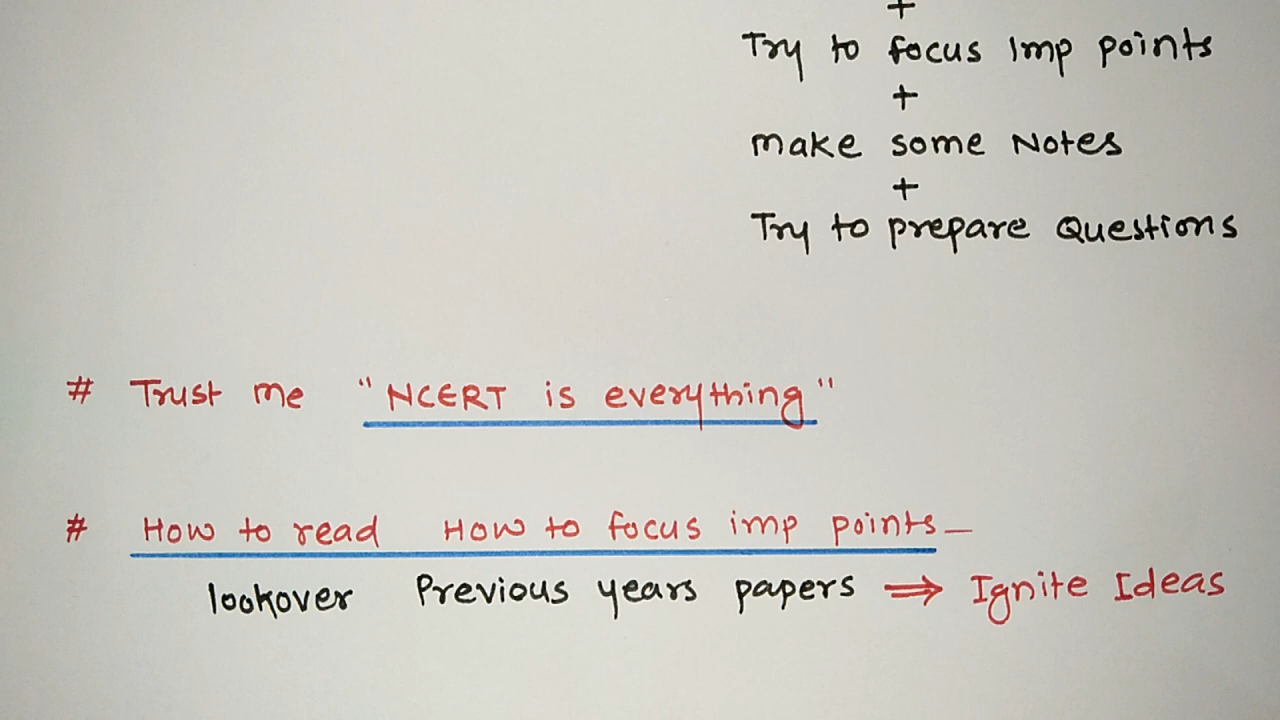 +
Try to focus Imp points
+
make some Notes
+
Try to prepare Questions
# Trust me "NCERT is everything"
# How to read How to focus imp points_
lookover Previous years papers ⇒ Ignite Ideas